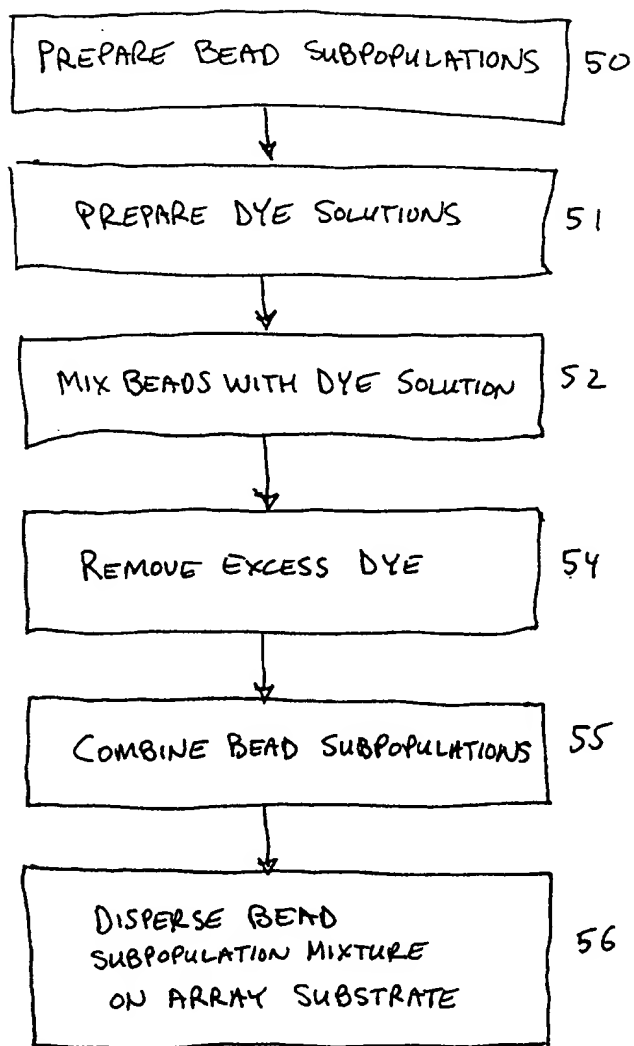 PREPARE BEAD SUBPOPULATIONS 50
PREPARE DYE SOLUTIONS 51
MIX BEADS WITH DYE SOLUTION 52
REMOVE EXCESS DYE 54
COMBINE BEAD SUBPOPULATIONS 55
DISPERSE BEAD
SUBPOPULATION MIXTURE 56
ON ARRAY SUBSTRATE